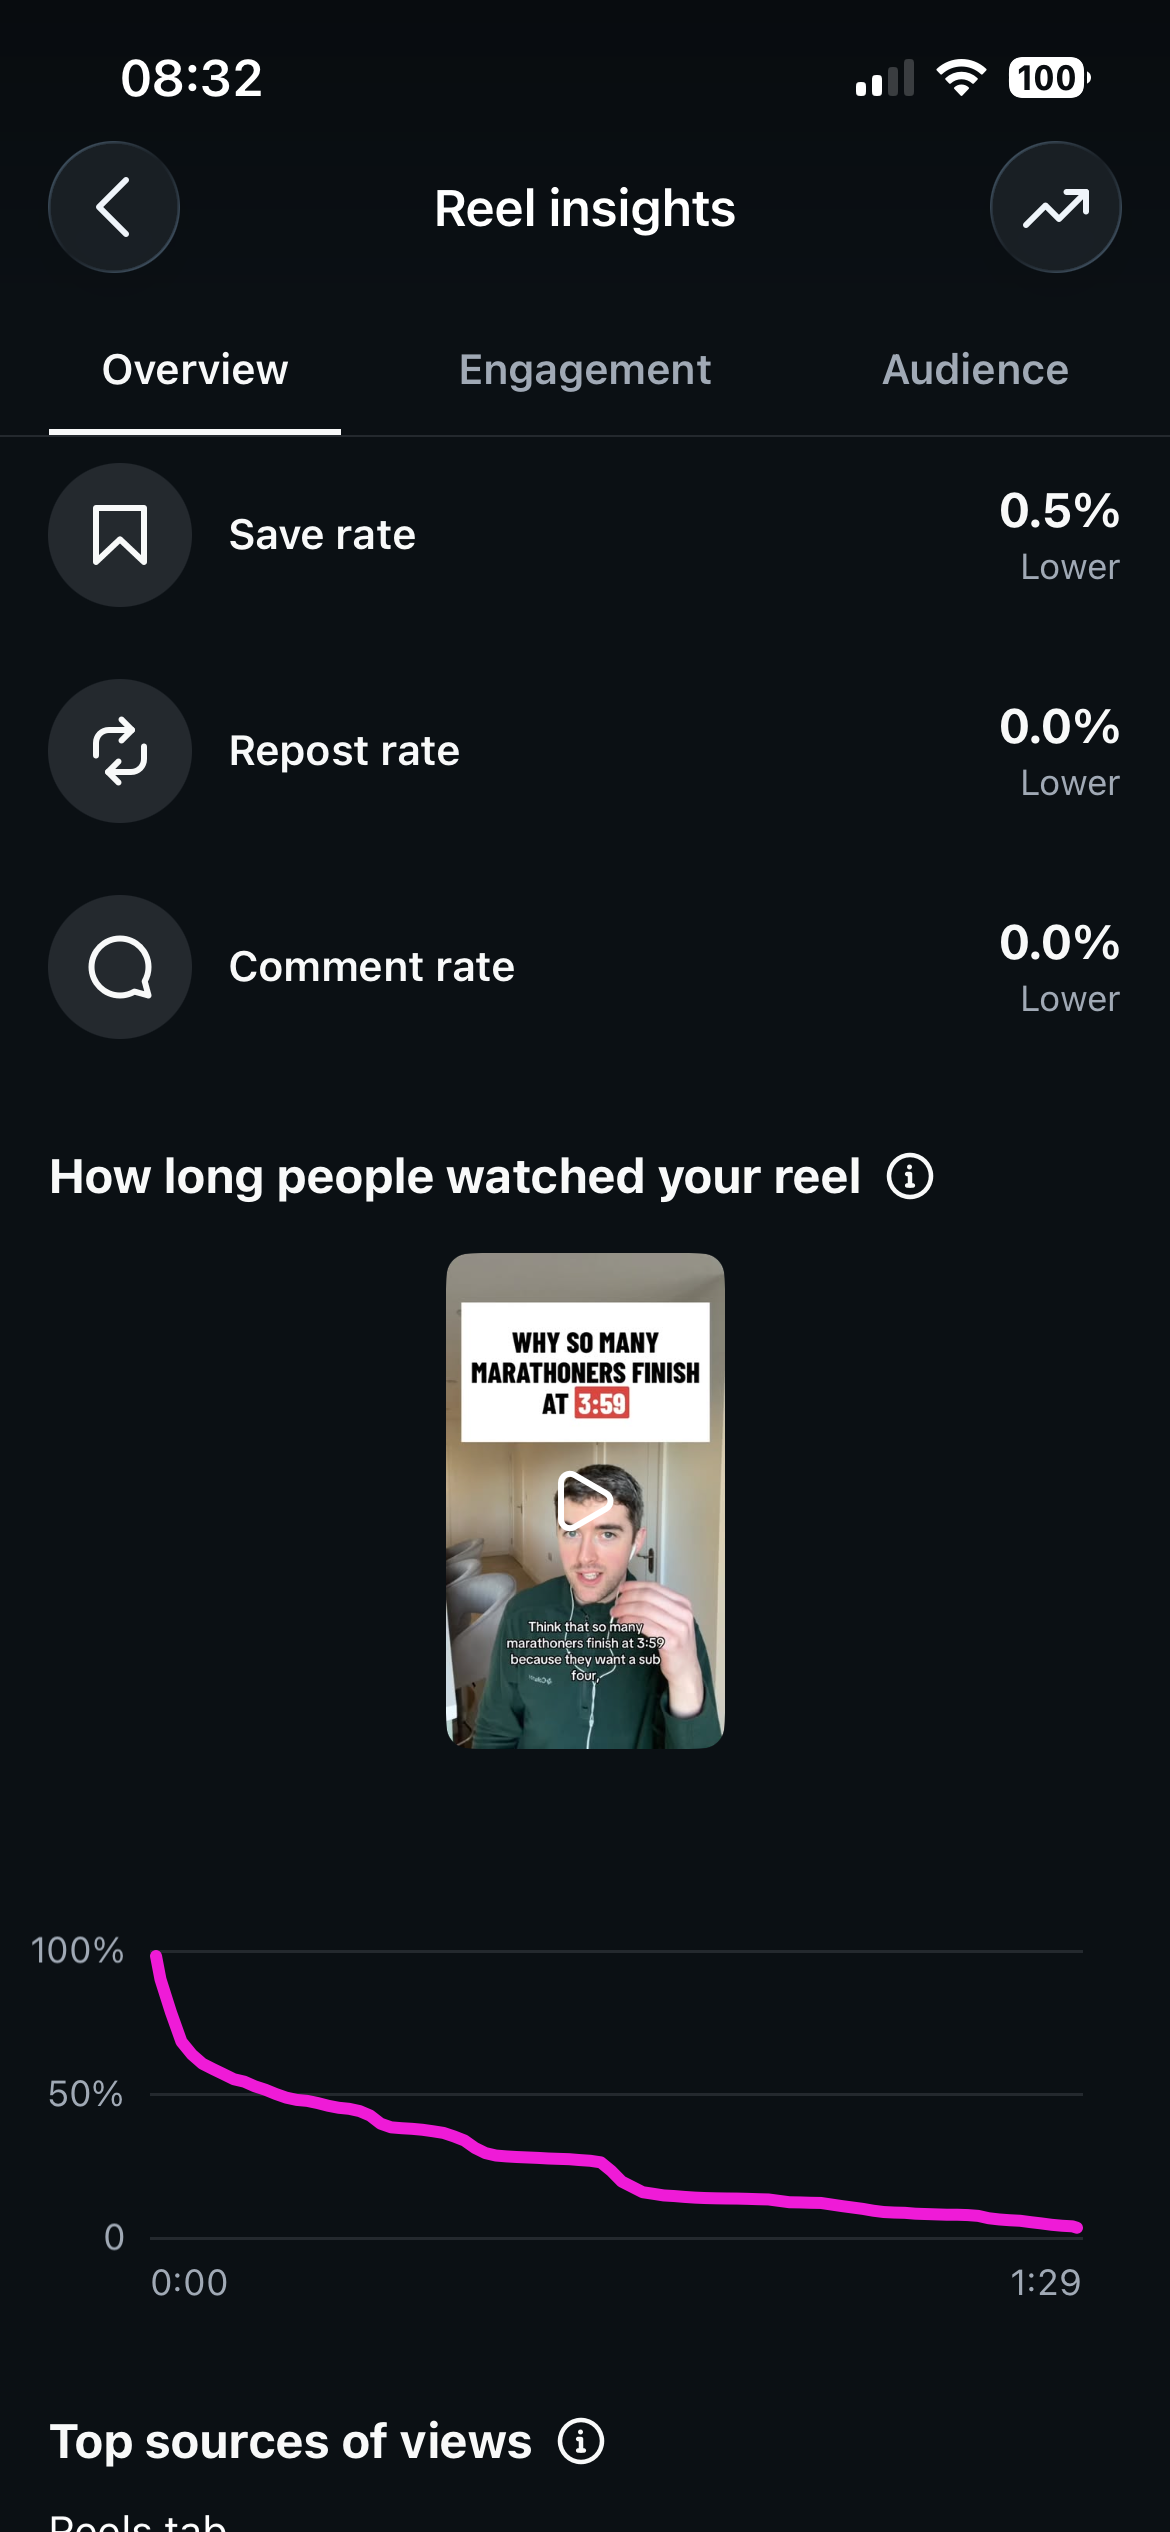 08:32
100
Reel insights
Overview
Engagement
Audience
Save rate
0.5%
Lower
Repost rate
0.0%
Lower
Comment rate
0.0%
Lower
How long people watched your reel
WHY SO MANY
MARATHONERS FINISH
AT 3:59
Think that so many
marathoners finish at 3:59
because they want a sub
four,
100%
50%
0
0:00
1:29
Top sources of views
Reels tab